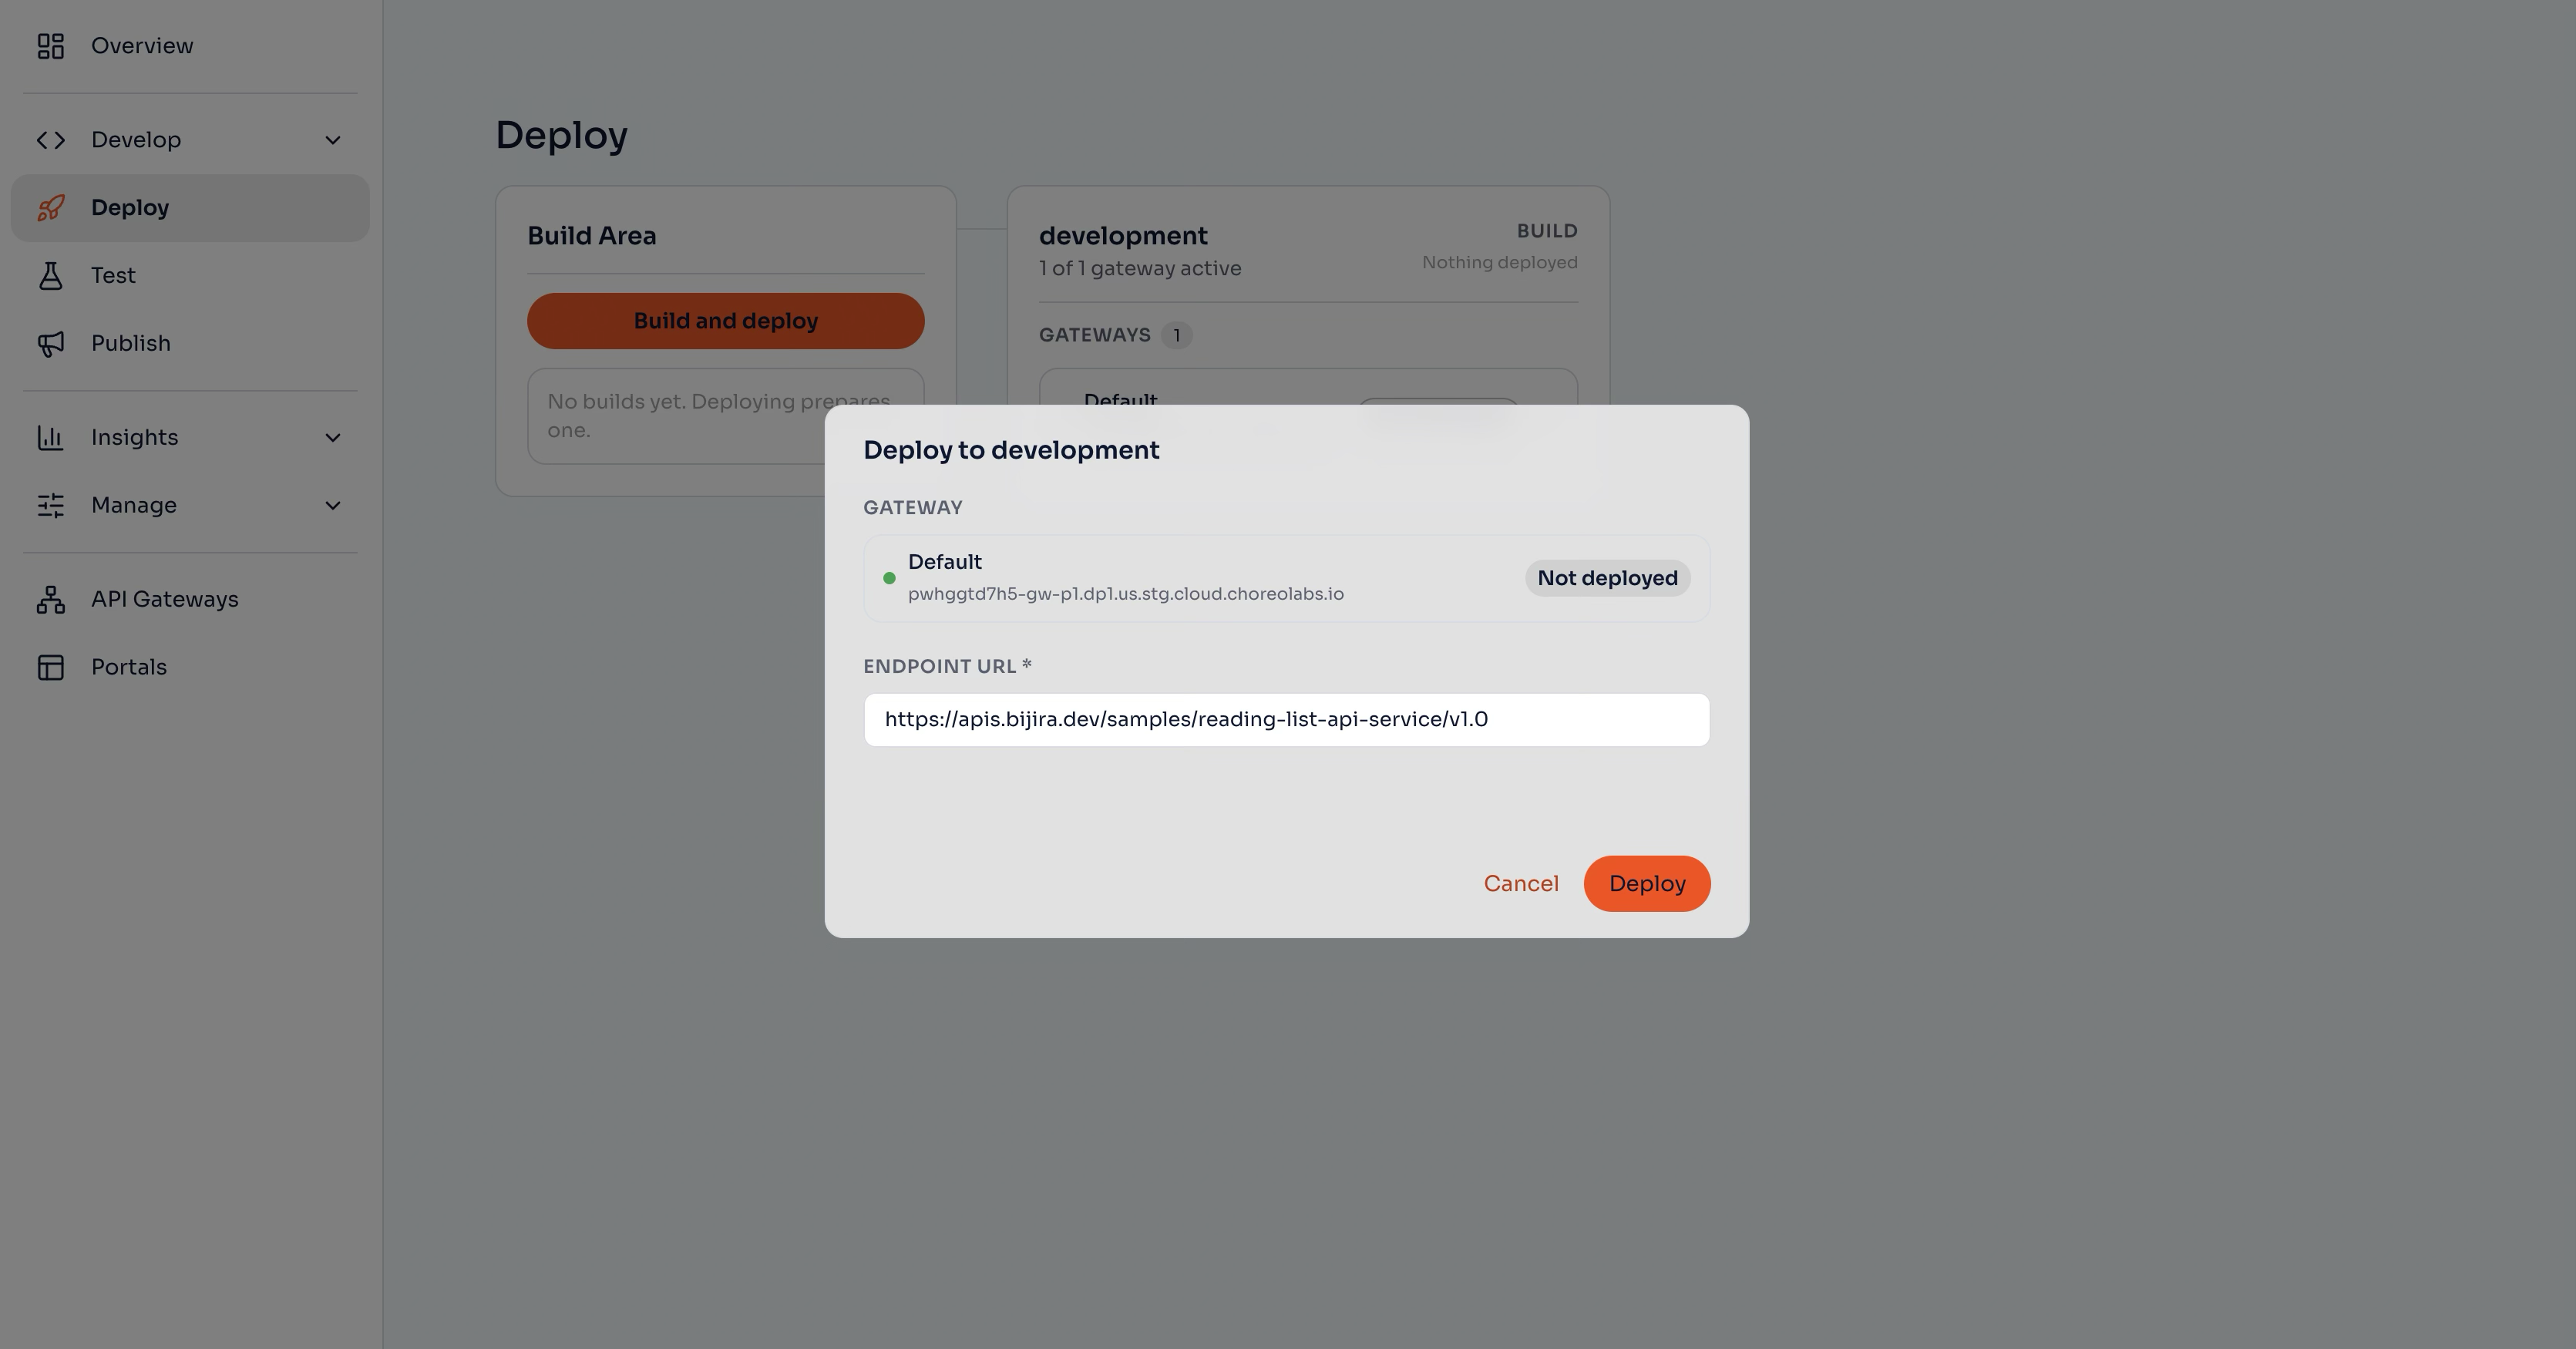 Overview
Develop
Deploy
Test
Publish
Insights
Manage
API Gateways
Portals
Deploy
Build Area
Build and deploy
No builds yet. Deploying prepares
one.
development
1 of 1 gateway active
BUILD
Nothing deployed
GATEWAYS 1
Default
Deploy to development
GATEWAY
Default
pwhggtd7h5-gw-p1.dp1.us.stg.cloud.choreolabs.io
Not deployed
ENDPOINT URL *
https://apis.bijira.dev/samples/reading-list-api-service/v1.0
Cancel
Deploy